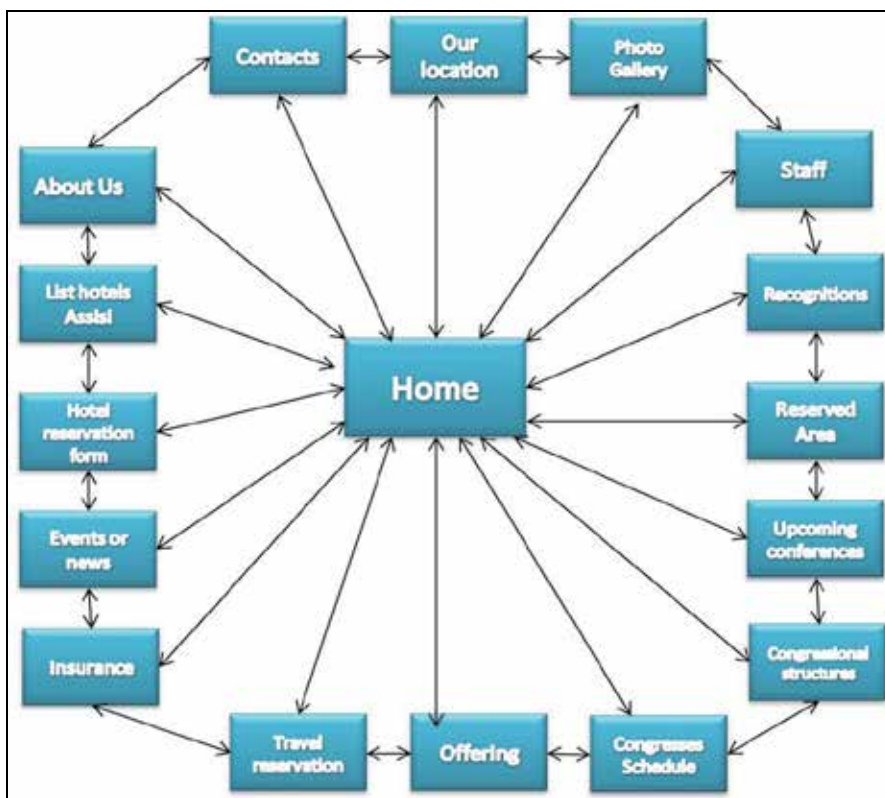 Contacts
Our
location
Photo
Gallery
About Us
Staff
List hotels
Assisi
Recognitions
Home
Hotel
reservation
form
Reserved
Area
Events or
news
Upcoming
conferences
Insurance
Congressional
structures
Travel
reservation
Offering
Congresses
Schedule